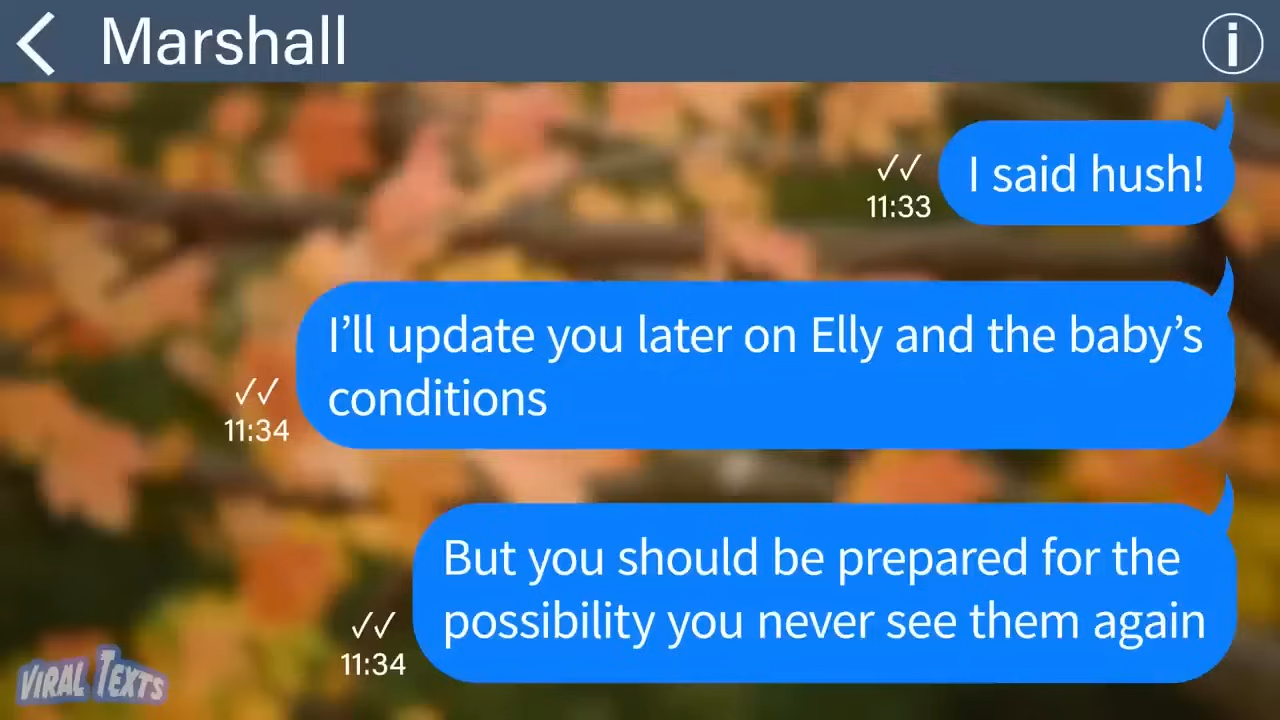 Marshall
i
I said hush!
11:33
I’ll update you later on Elly and the baby’s
conditions
11:34
But you should be prepared for the
possibility you never see them again
11:34
VIRAL TEXTS